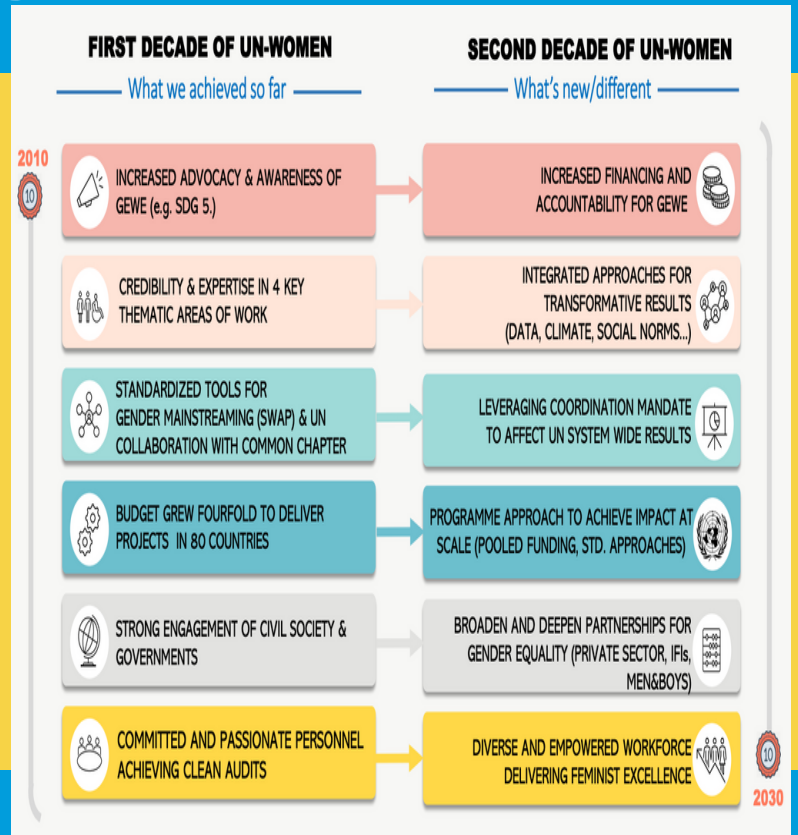 FIRST DECADE OF UN-WOMEN
What we achieved so far
SECOND DECADE OF UN-WOMEN
What's new/different
2010
10
INCREASED ADVOCACY & AWARENESS OF
GEWE (e.g. SDG 5.)
INCREASED FINANCING AND
ACCOUNTABILITY FOR GEWE
CREDIBILITY & EXPERTISE IN 4 KEY
THEMATIC AREAS OF WORK
INTEGRATED APPROACHES FOR
TRANSFORMATIVE RESULTS
(DATA, CLIMATE, SOCIAL NORMS...)
STANDARDIZED TOOLS FOR
GENDER MAINSTREAMING (SWAP) & UN
COLLABORATION WITH COMMON CHAPTER
LEVERAGING COORDINATION MANDATE
TO AFFECT UN SYSTEM WIDE RESULTS
BUDGET GREW FOURFOLD TO DELIVER
PROJECTS IN 80 COUNTRIES
PROGRAMME APPROACH TO ACHIEVE IMPACT AT
SCALE (POOLED FUNDING, STD. APPROACHES)
STRONG ENGAGEMENT OF CIVIL SOCIETY &
GOVERNMENTS
BROADEN AND DEEPEN PARTNERSHIPS FOR
GENDER EQUALITY (PRIVATE SECTOR, IFIs,
MEN&BOYS)
COMMITTED AND PASSIONATE PERSONNEL
ACHIEVING CLEAN AUDITS
DIVERSE AND EMPOWERED WORKFORCE
DELIVERING FEMINIST EXCELLENCE
10
2030